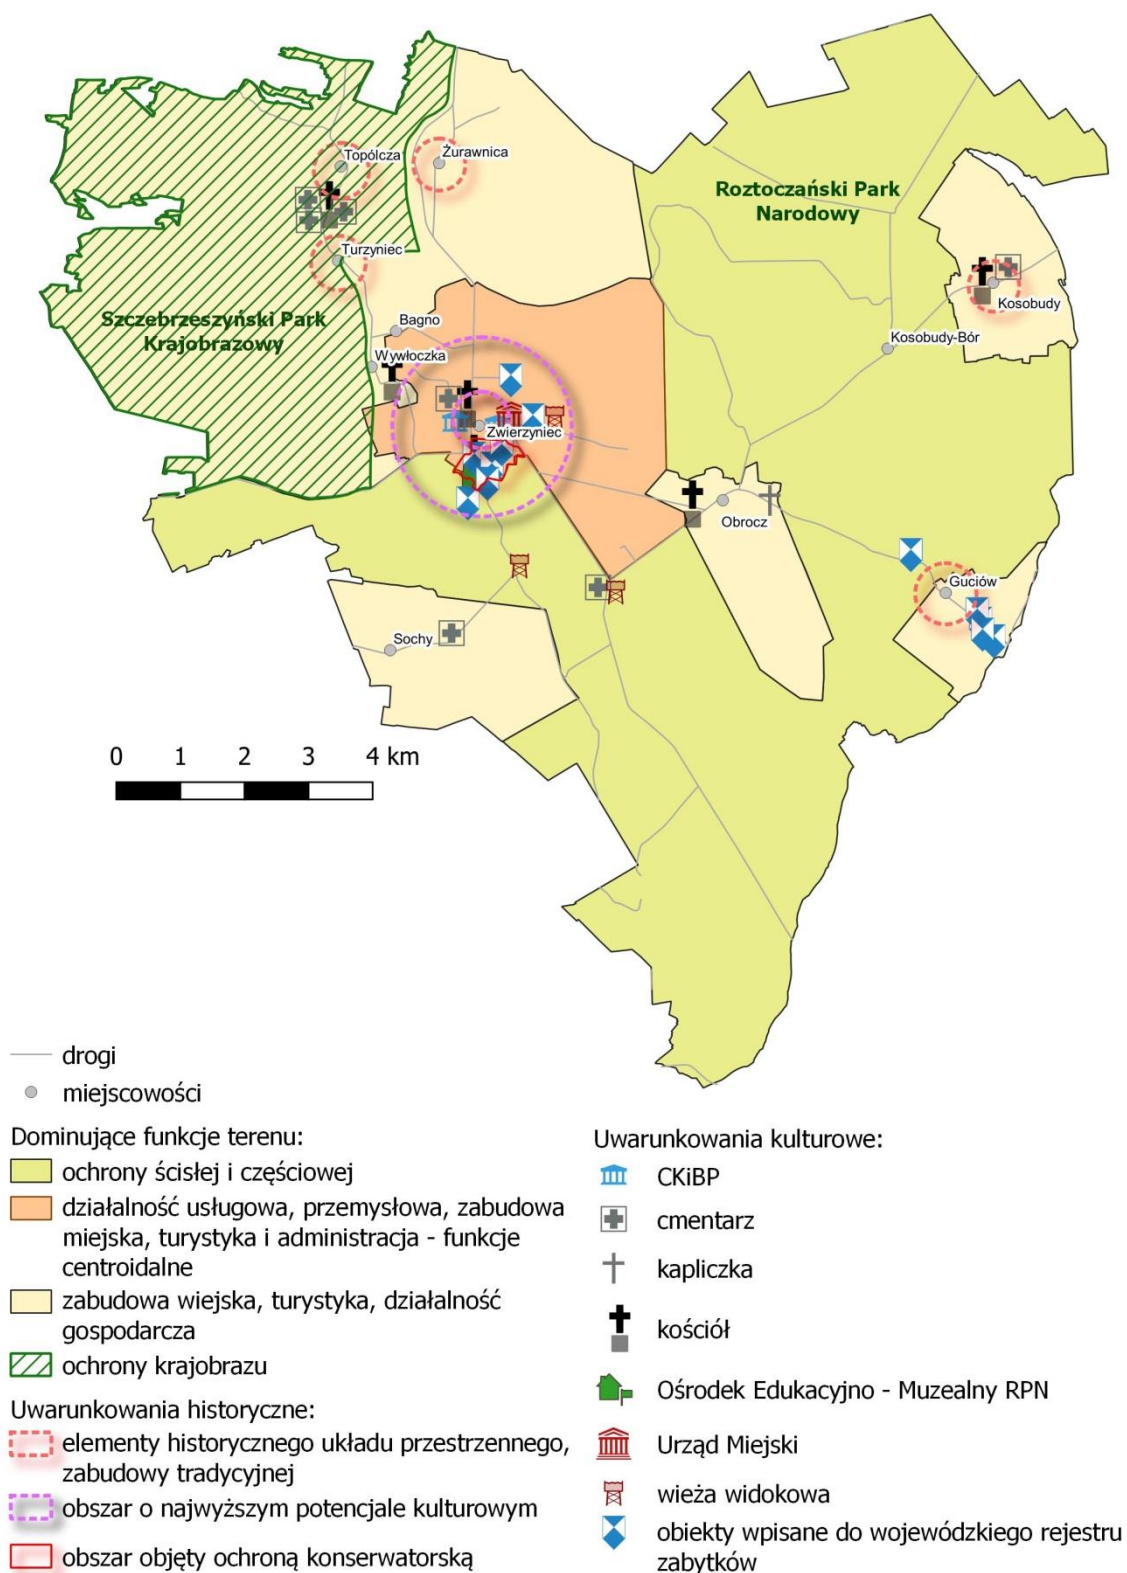 Topólcza
Żurawnica
Roztoczański Park
Narodowy
Turzyniec
Kosobudy
Szczebrzeszyński Park
Krajobrazowy
Bagno
Kosobudy-Bór
Wywłoczka
Zwierzyniec
Obrocz
Guciów
Sochy
0 1 2 3 4 km
drogi
miejscowości
Dominujące funkcje terenu:
ochrony ścisłej i częściowej
działalność usługowa, przemysłowa, zabudowa
miejska, turystyka i administracja - funkcje
centroidalne
zabudowa wiejska, turystyka, działalność
gospodarcza
ochrony krajobrazu
Uwarunkowania historyczne:
elementy historycznego układu przestrzennego,
zabudowy tradycyjnej
obszar o najwyższym potencjale kulturowym
obszar objęty ochroną konserwatorską
Uwarunkowania kulturowe:
CKiBP
cmentarz
kapliczka
kościół
Ośrodek Edukacyjno - Muzealny RPN
Urząd Miejski
wieża widokowa
obiekty wpisane do wojewódzkiego rejestru
zabytków